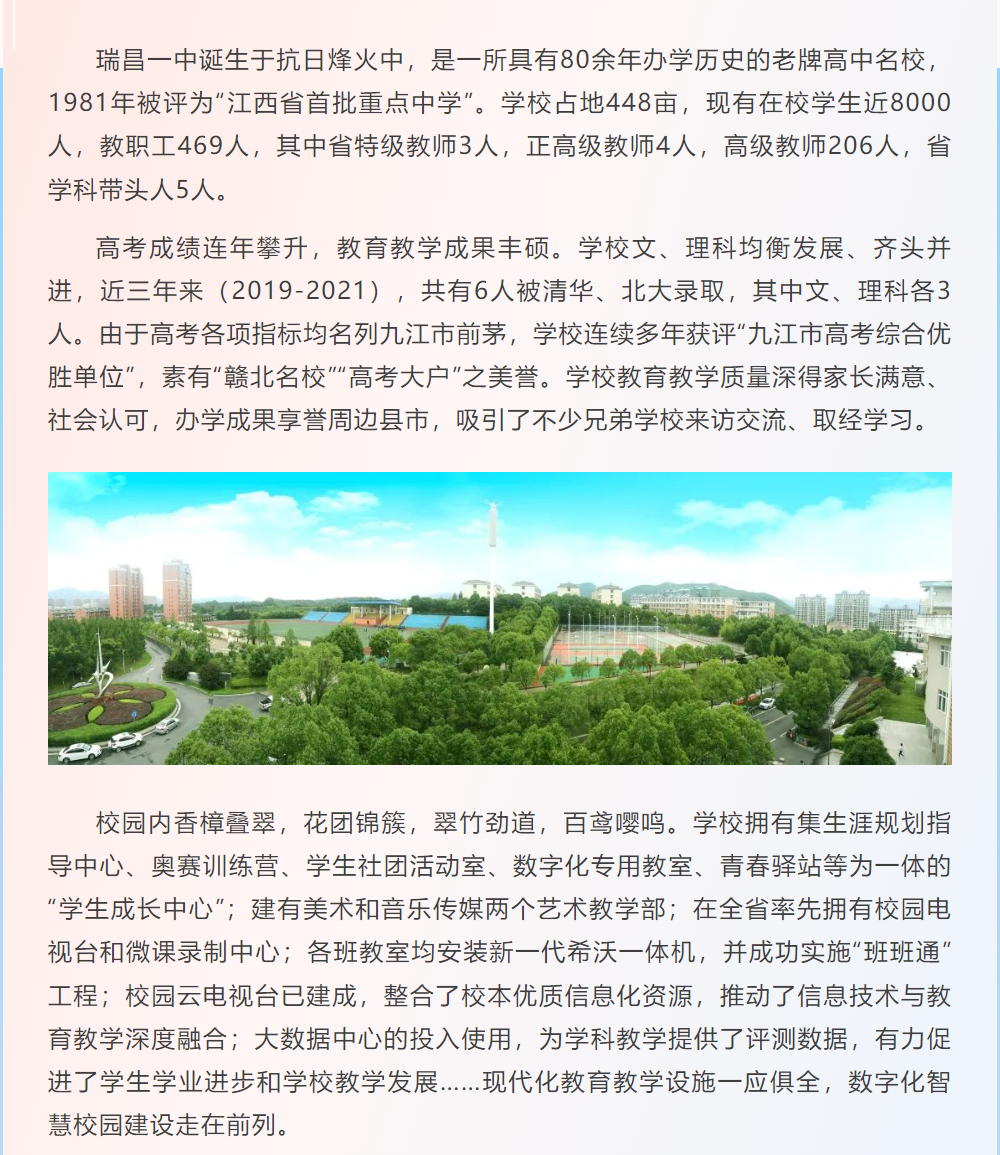 瑞昌一中诞生于抗日烽火中，是一所具有80余年办学历史的老牌高中名校，
1981年被评为“江西省首批重点中学”。学校占地448亩，现有在校学生近8000
人，教职工469人，其中省特级教师3人，正高级教师4人，高级教师206人，省
学科带头人5人。
高考成绩连年攀升，教育教学成果丰硕。学校文、理科均衡发展、齐头并
进，近三年来（2019-2021），共有6人被清华、北大录取，其中文、理科各3
人。由于高考各项指标均名列九江市前茅，学校连续多年获评“九江市高考综合优
胜单位”，素有“赣北名校”“高考大户”之美誉。学校教育教学质量深得家长满意、
社会认可，办学成果享誉周边县市，吸引了不少兄弟学校来访交流、取经学习。
校园内香樟叠翠，花团锦簇，翠竹劲道，百鸢嘤鸣。学校拥有集生涯规划指
导中心、奥赛训练营、学生社团活动室、数字化专用教室、青春驿站等为一体的
“学生成长中心”；建有美术和音乐传媒两个艺术教学部；在全省率先拥有校园电
视台和微课录制中心；各班教室均安装新一代希沃一体机，并成功实施“班班通”
工程；校园云电视台已建成，整合了校本优质信息化资源，推动了信息技术与教
育教学深度融合；大数据中心的投入使用，为学科教学提供了评测数据，有力促
进了学生学业进步和学校教学发展……现代化教育教学设施一应俱全，数字化智
慧校园建设走在前列。